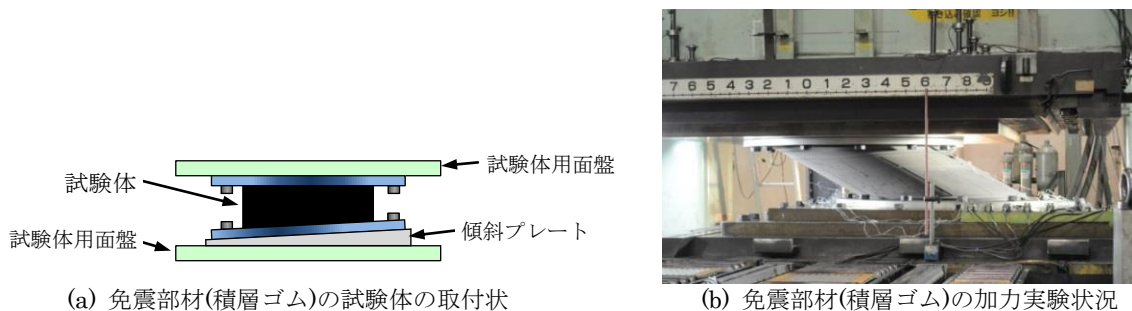 試験体
試験体用面盤
試験体用面盤
傾斜プレート
(a) 免震部材(積層ゴム)の試験体の取付状
7 6 5 4 3 2 1 0 1 2 3 4 5 6 7 8 9
(b) 免震部材(積層ゴム)の加力実験状況